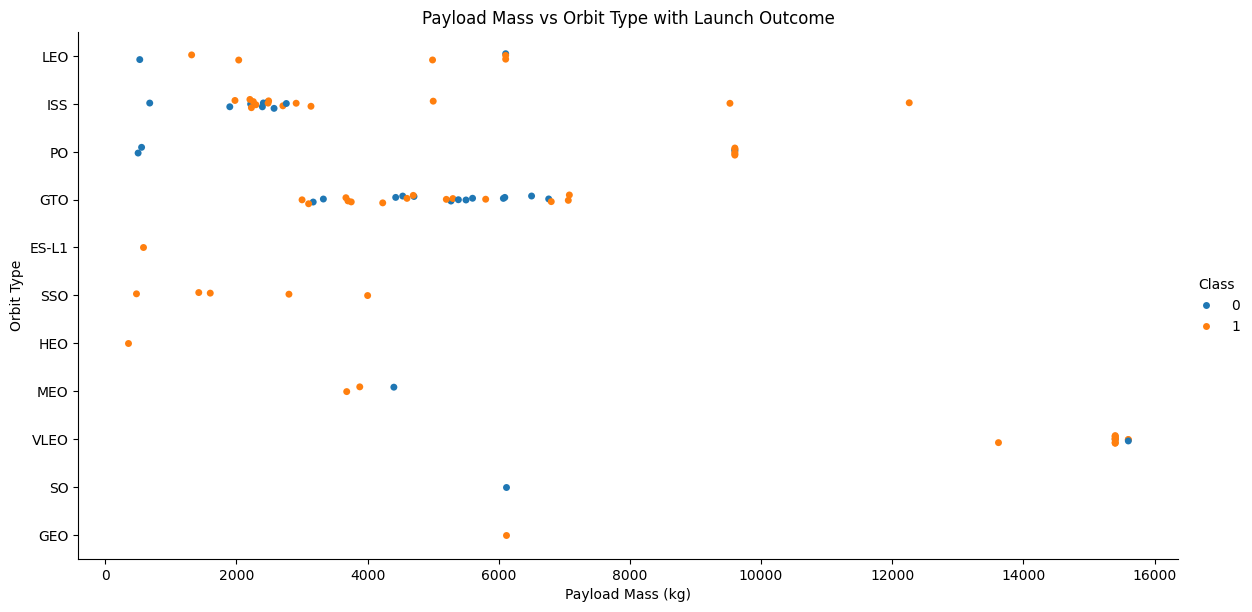 Payload Mass vs Orbit Type with Launch Outcome
Orbit Type
LEO
ISS
PO
GTO
ES-L1
SSO
HEO
MEO
VLEO
SO
GEO
0 2000 4000 6000 8000 10000 12000 14000 16000
Payload Mass (kg)
Class
0
1